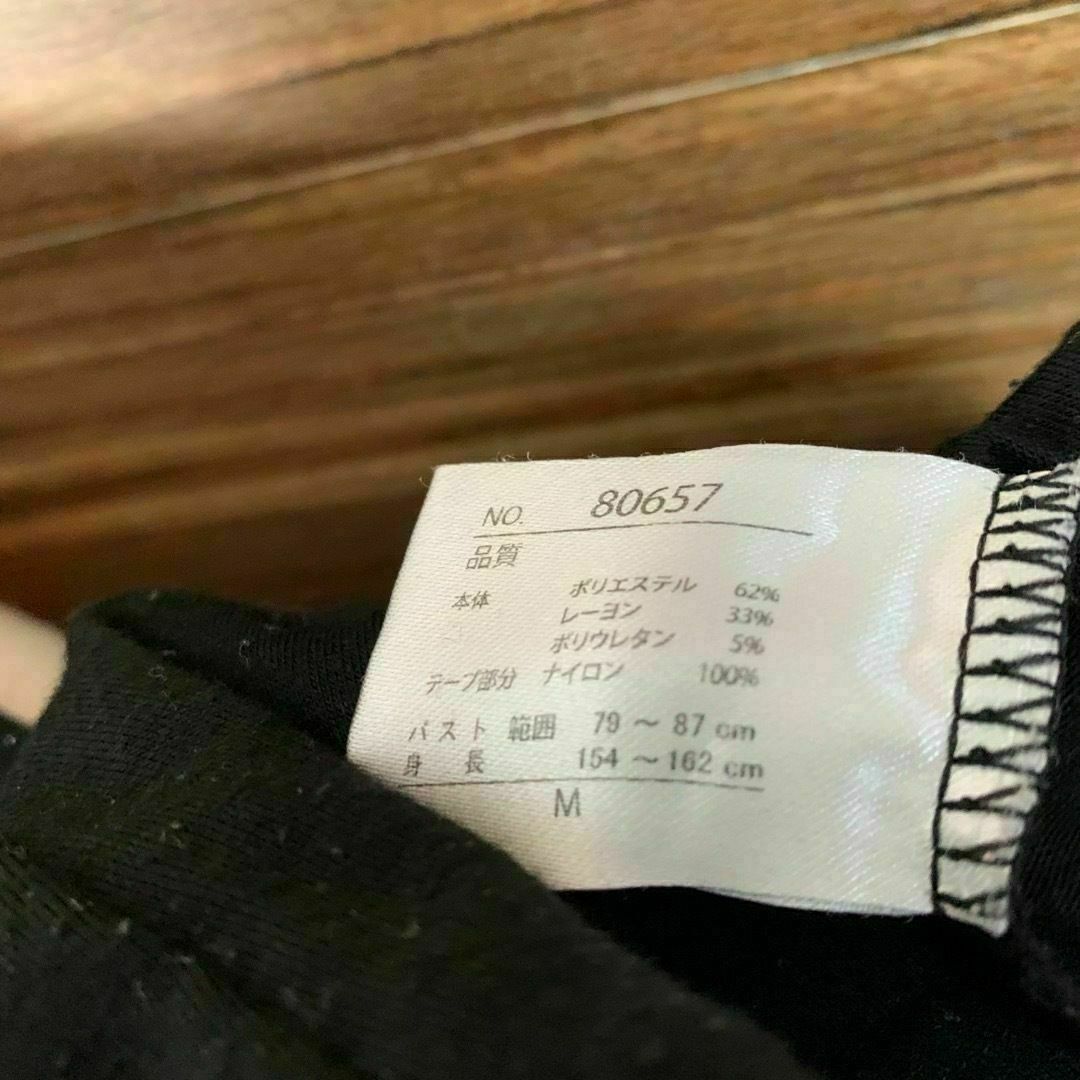 NO. 80657
品質
本体 ポリエステル 62%
レーヨン 33%
ポリウレタン 5%
テープ部分 ナイロン 100%
バスト 範囲 79 ~ 87 cm
身 長 154 ~ 162 cm
M